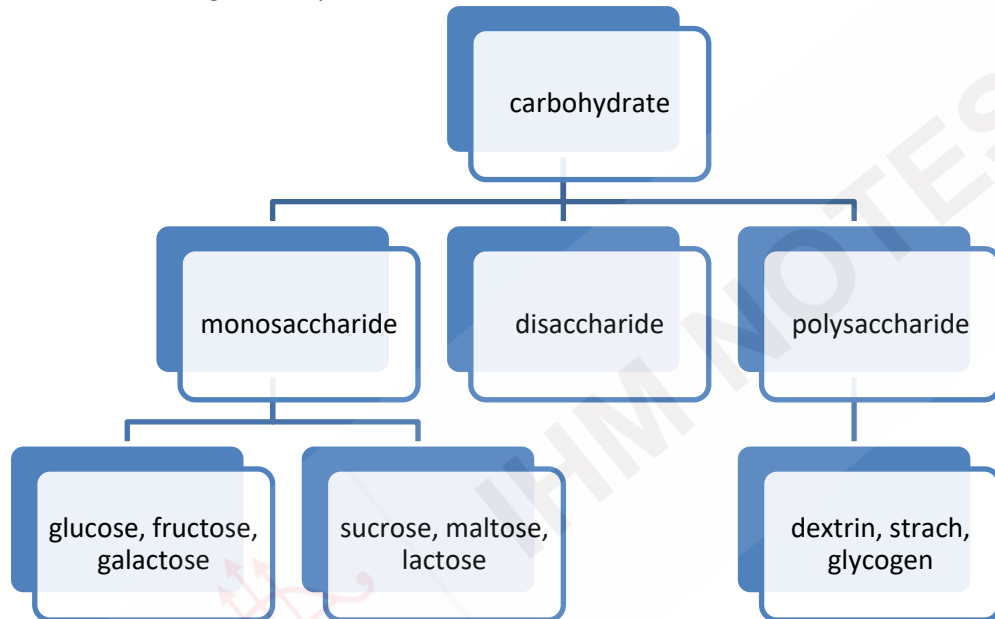 carbohydrate
monosaccharide
disaccharide
polysaccharide
glucose, fructose,
galactose
sucrose, maltose,
lactose
dextrin, strach,
glycogen
IHM NOTES